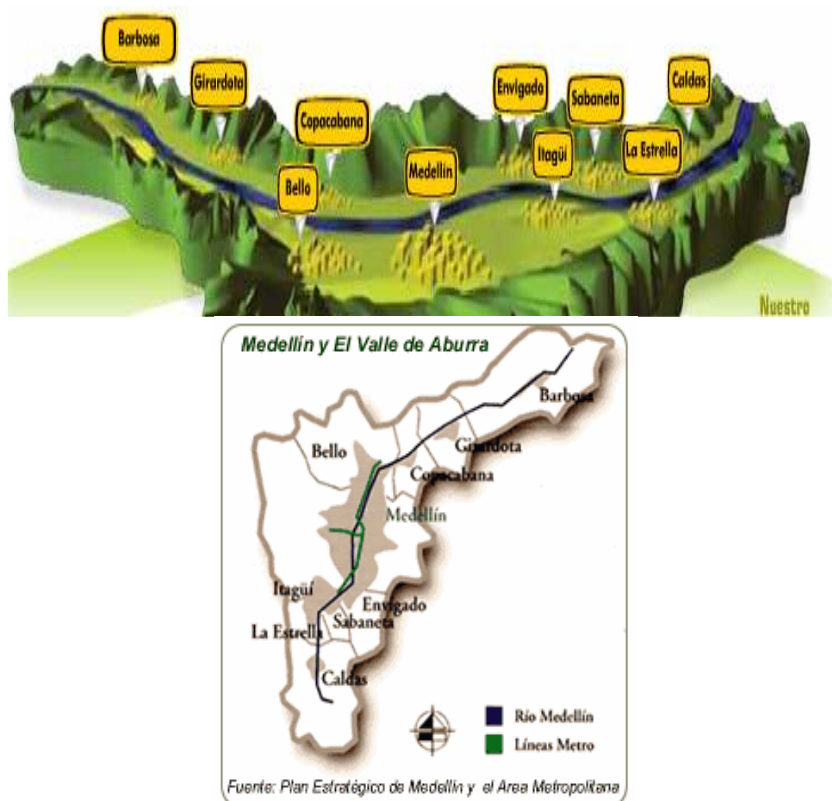 Barbosa
Girardota
Copacabana
Bello
Medellín
Envigado
Sabaneta
Caldas
Itagüí
La Estrella
Nuestro
Medellín y El Valle de Aburra
Barbosa
Girardota
Bello
Copacabana
Medellín
Itagüí
Envigado
Sabaneta
La Estrella
Caldas
Río Medellín
Líneas Metro
Fuente: Plan Estratégico de Medellín y el Area Metropolitana